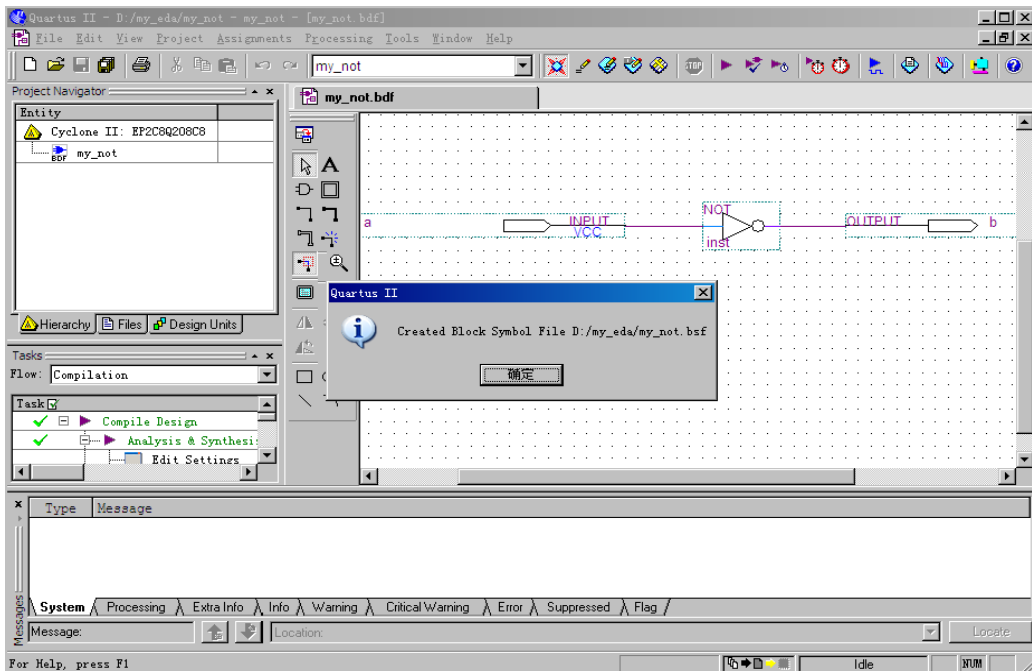 Quartus II - D:/my_eda/my_not - my_not - [my_not.bdf]
File Edit View Project Assignments Processing Tools Window Help
my_not
Project Navigator
my_not.bdf
Entity
Cyclone II: EP2C8Q208C8
BDF my_not
Hierarchy Files Design Units
a INPUT VCC NOT inst OUTPUT b
Quartus II
Created Block Symbol File D:/my_eda/my_not.bsf
确定
Tasks
Flow: Compilation
Task
Compile Design
Analysis & Synthesis
Edit Settings
Type Message
System Processing Extra Info Info Warning Critical Warning Error Suppressed Flag
Messages
Message: Location: Locate
For Help, press F1 Idle NUM